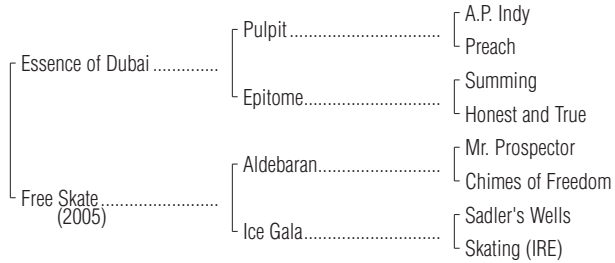 A.P. Indy
Pulpit ..............................................
Preach
Essence of Dubai .............
Summing
Epitome..........................................
Honest and True
Mr. Prospector
Aldebaran.....................................
Chimes of Freedom
Free Skate ........................
(2005)
Sadler's Wells
Ice Gala..........................................
Skating (IRE)